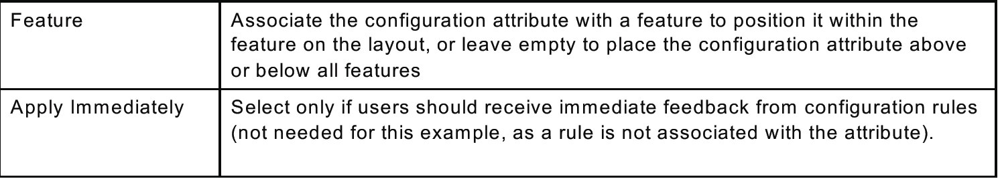 Feature
Associate the configuration attribute with a feature to position it within the
feature on the layout, or leave empty to place the configuration attribute above
or below all features
Apply Immediately
Select only if users should receive immediate feedback from configuration rules
(not needed for this example, as a rule is not associated with the attribute).